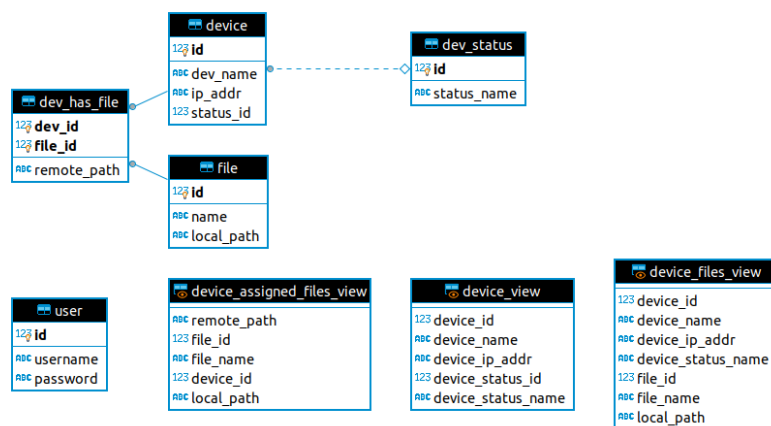 device
123 id
ABC dev_name
ABC ip_addr
123 status_id
dev_status
123 id
ABC status_name
dev_has_file
123 dev_id
123 file_id
ABC remote_path
file
123 id
ABC name
ABC local_path
user
123 id
ABC username
ABC password
device_assigned_files_view
ABC remote_path
123 file_id
ABC file_name
123 device_id
ABC local_path
device_view
123 device_id
ABC device_name
ABC device_ip_addr
123 device_status_id
ABC device_status_name
device_files_view
123 device_id
ABC device_name
ABC device_ip_addr
ABC device_status_name
123 file_id
ABC file_name
ABC local_path